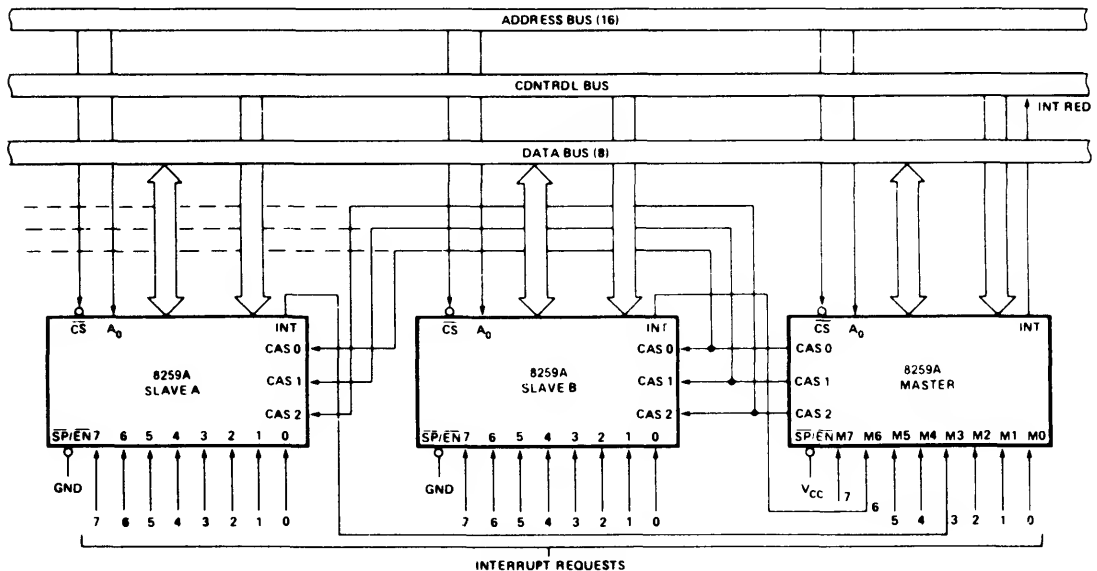 ADDRESS BUS (16)
CONTRDL BUS
INT RED
DATA BUS (8)
CS A0 INT
CAS 0
8259A
SLAVE A
CAS 1
CAS 2
SP/EN 7 6 5 4 3 2 1 0
GND
7 6 5 4 3 2 1 0
CS A0 INT
CAS 0
8259A
SLAVE B
CAS 1
CAS 2
SP/EN 7 6 5 4 3 2 1 0
GND
7 6 5 4 3 2 1 0
CS A0 INT
CAS 0
8259A
MASTER
CAS 1
CAS 2
SP/EN M7 M6 M5 M4 M3 M2 M1 M0
VCC
7 6 5 4 3 2 1 0
INTERRUPT REQUESTS